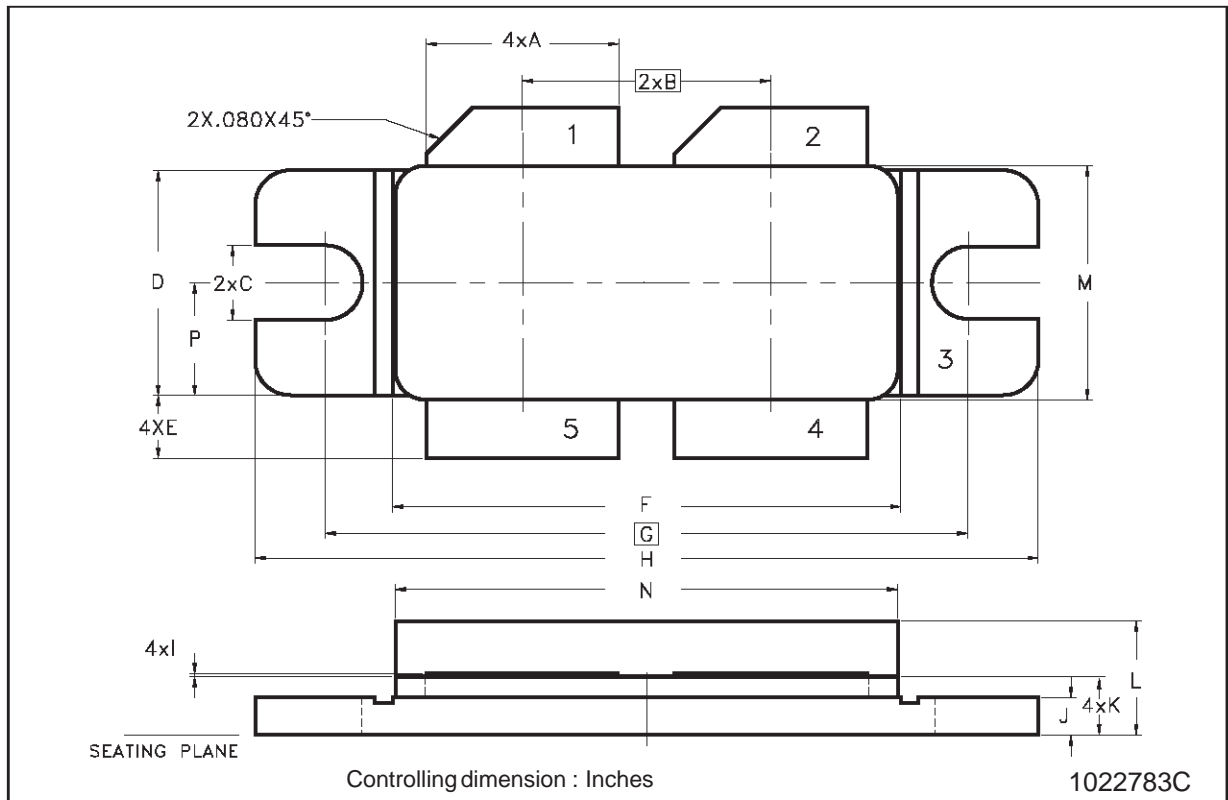 4xA
2xB
2X.080X45°
1
2
D
2xC
M
P
3
4XE
5
4
F
G
H
N
4xI
L
J
4xK
SEATING PLANE
Controlling dimension : Inches
1022783C